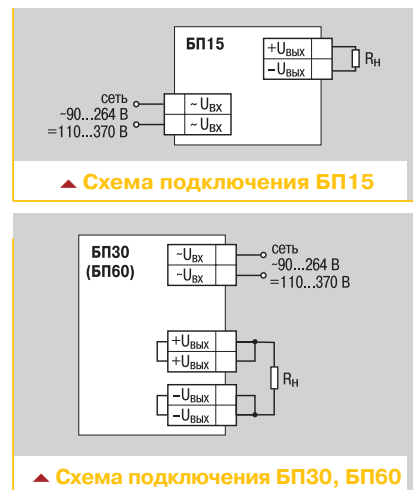 БП15
+Uвых
−Uвых
Rн
сеть
~90...264 В
=110...370 В
~ Uвх
~ Uвх
▲ Схема подключения БП15
БП30
(БП60)
~Uвх
~Uвх
сеть
~90...264 В
=110...370 В
+Uвых
+Uвых
−Uвых
−Uвых
Rн
▲ Схема подключения БП30, БП60